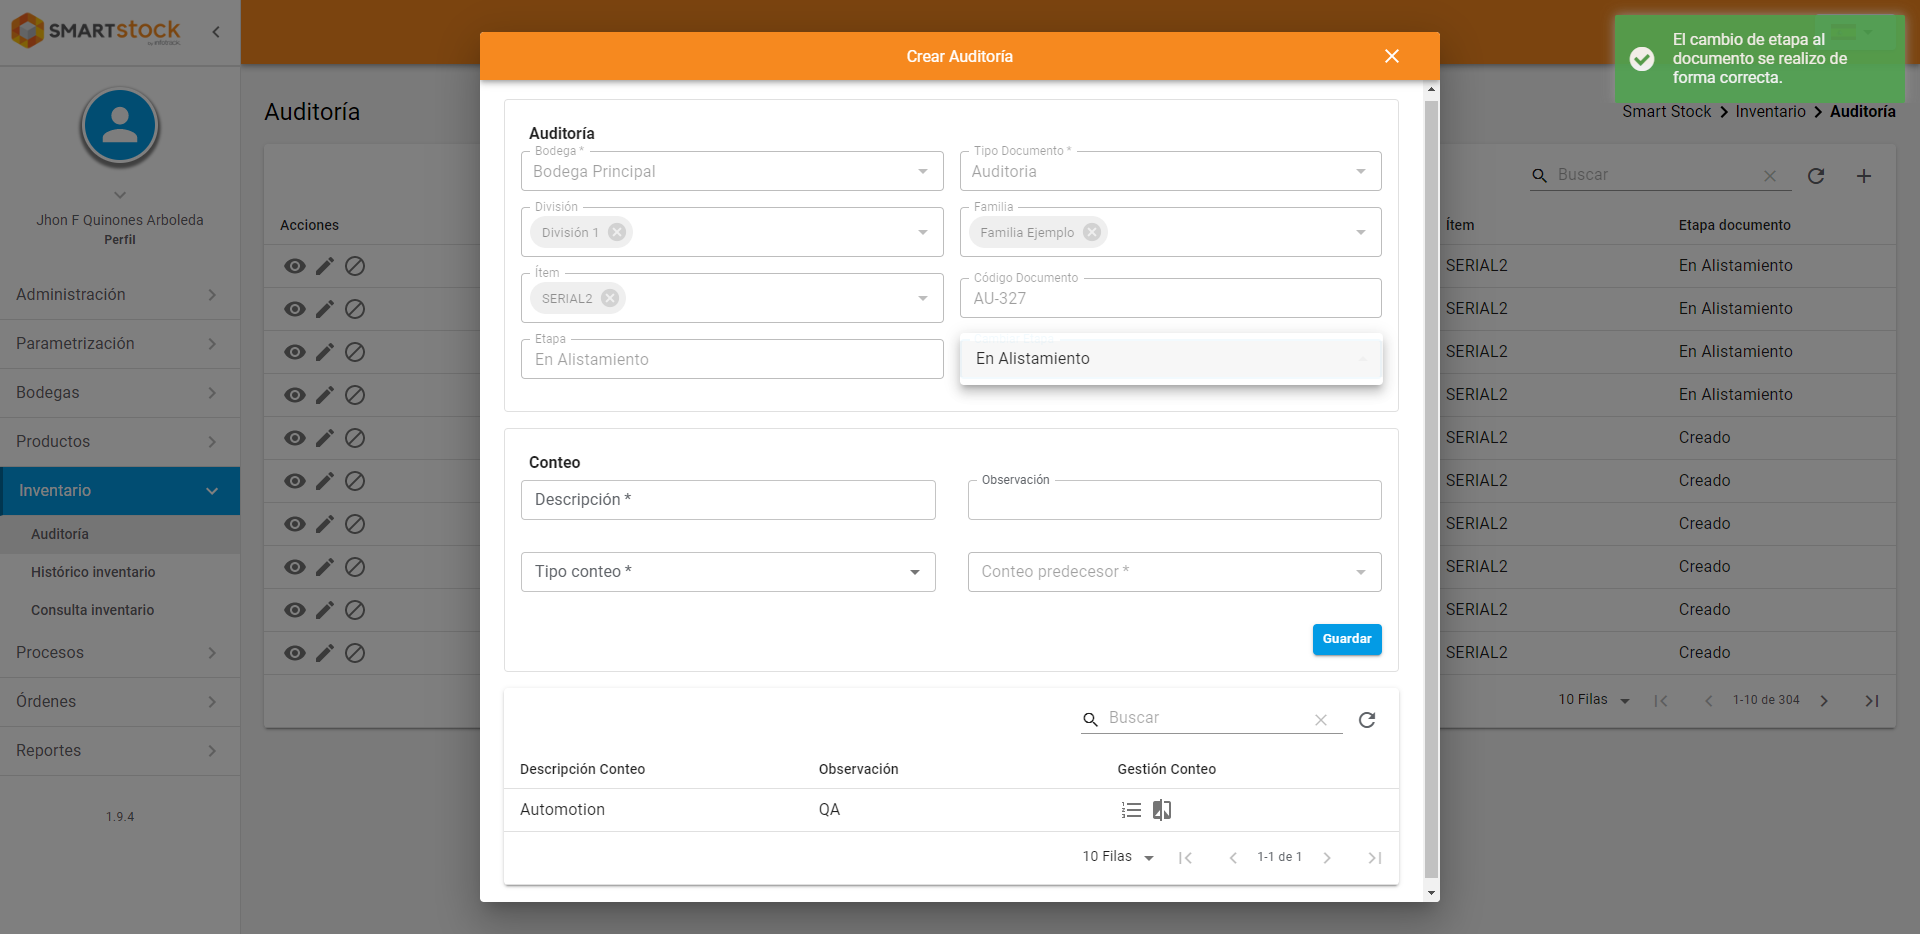 SMARTSTOCK
by infotrack
Jhon F Quinones Arboleda
Perfil
Administración
Parametrización
Bodegas
Productos
Inventario
Auditoría
Histórico inventario
Consulta inventario
Procesos
Órdenes
Reportes
1.9.4
Auditoría
Acciones
Crear Auditoría
Auditoría
Bodega *
Bodega Principal
Tipo Documento *
Auditoria
División
División 1
Familia
Familia Ejemplo
Ítem
SERIAL2
Código Documento
AU-327
Etapa
En Alistamiento
En Alistamiento
Conteo
Descripción *
Observación
Tipo conteo *
Conteo predecesor *
Guardar
Buscar
Descripción Conteo Observación Gestión Conteo
Automotion QA
10 Filas 1-1 de 1
El cambio de etapa al
documento se realizo de
forma correcta.
Smart Stock Inventario Auditoría
Buscar
Ítem Etapa documento
SERIAL2 En Alistamiento
SERIAL2 En Alistamiento
SERIAL2 En Alistamiento
SERIAL2 En Alistamiento
SERIAL2 Creado
SERIAL2 Creado
SERIAL2 Creado
SERIAL2 Creado
SERIAL2 Creado
SERIAL2 Creado
10 Filas 1-10 de 304